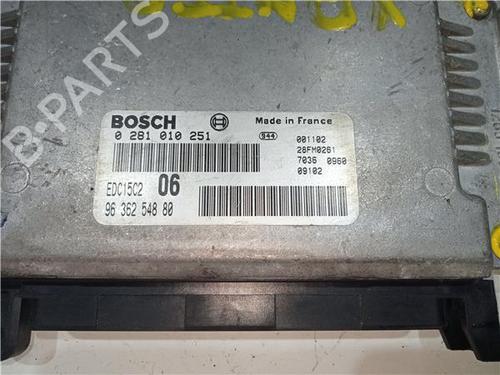 B-PARTS
BOSCH
Made in France
0 281 010 251
944
001102
28FM0261
7036 0960
09102
EDC15C2 06
96 362 548 80